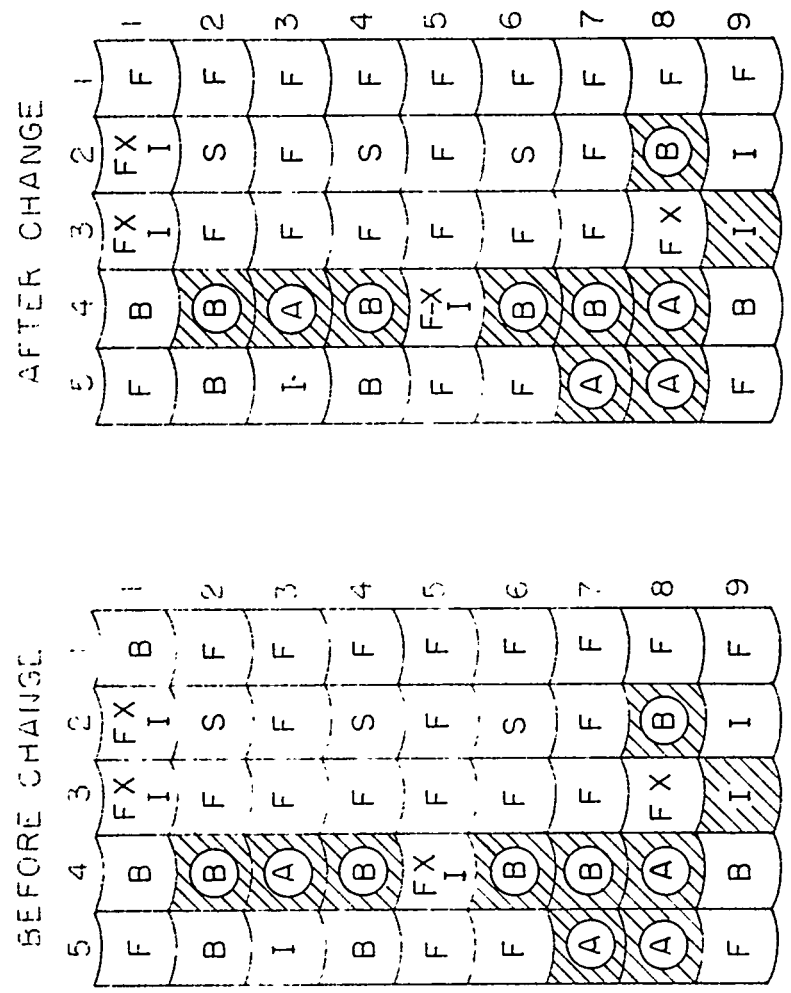 BEFORE CHANGE
5 4 3 2 1
F B FX I FX I B 1
B B F S F 2
I A F F F 3
B B F S F 4
F FX I F F F 5
F B F S F 6
A B F F F 7
A A FX B F 8
F B I I F 9
AFTER CHANGE
5 4 3 2 1
F B FX I FX I F 1
B B F S F 2
I A F F F 3
B B F S F 4
F F-X I F F F 5
F B F S F 6
A B F F F 7
A A FX B F 8
F B I I F 9